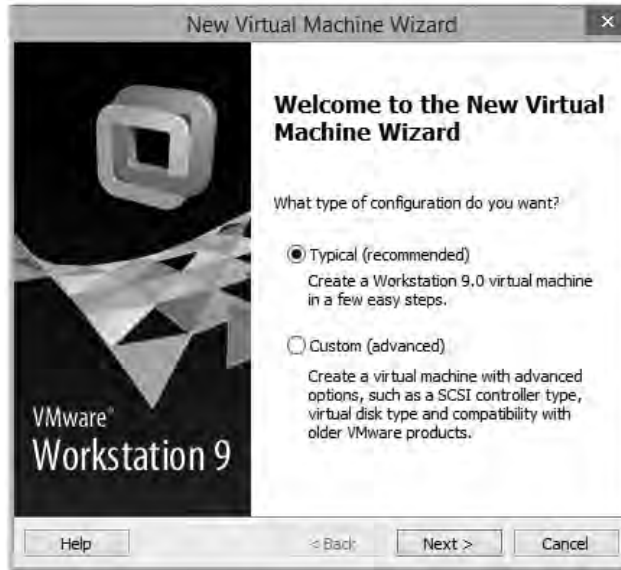 New Virtual Machine Wizard
×
Welcome to the New Virtual
Machine Wizard
What type of configuration do you want?
Typical (recommended)
Create a Workstation 9.0 virtual machine
in a few easy steps.
Custom (advanced)
Create a virtual machine with advanced
options, such as a SCSI controller type,
virtual disk type and compatibility with
older VMware products.
VMware®
Workstation 9
Help
< Back
Next >
Cancel